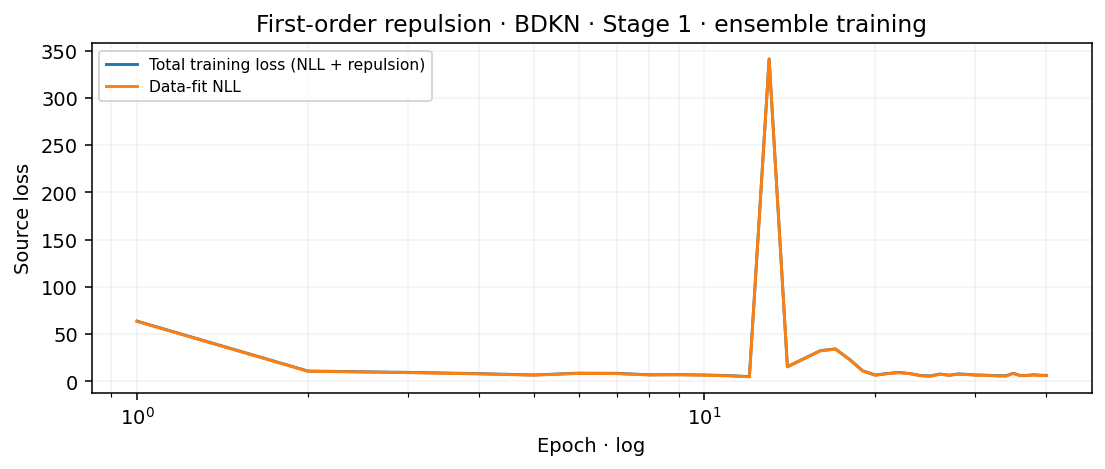 First-order repulsion · BDKN · Stage 1 · ensemble training
Total training loss (NLL + repulsion)
Data-fit NLL
Source loss
350
300
250
200
150
100
50
0
10⁰
10¹
Epoch · log